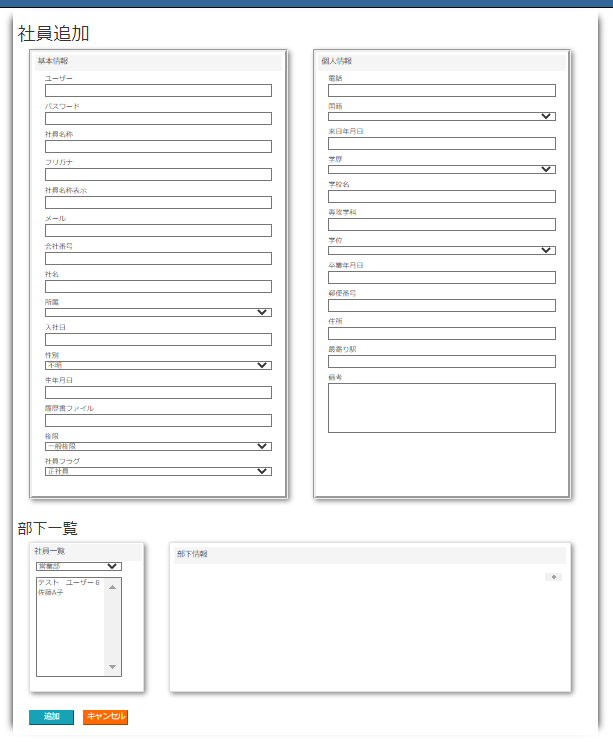 社員追加
基本情報
ユーザー
パスワード
社員名称
フリガナ
社員名称表示
メール
会社番号
社名
所属
入社日
性別
不明
生年月日
履歴書ファイル
権限
一般権限
社員フラグ
正社員
個人情報
電話
国籍
来日年月日
学歴
学校名
専攻学科
学位
卒業年月日
郵便番号
住所
最寄り駅
備考
部下一覧
社員一覧
営業部
テスト　ユーザー８
佐藤A子
部下情報
追加
キャンセル